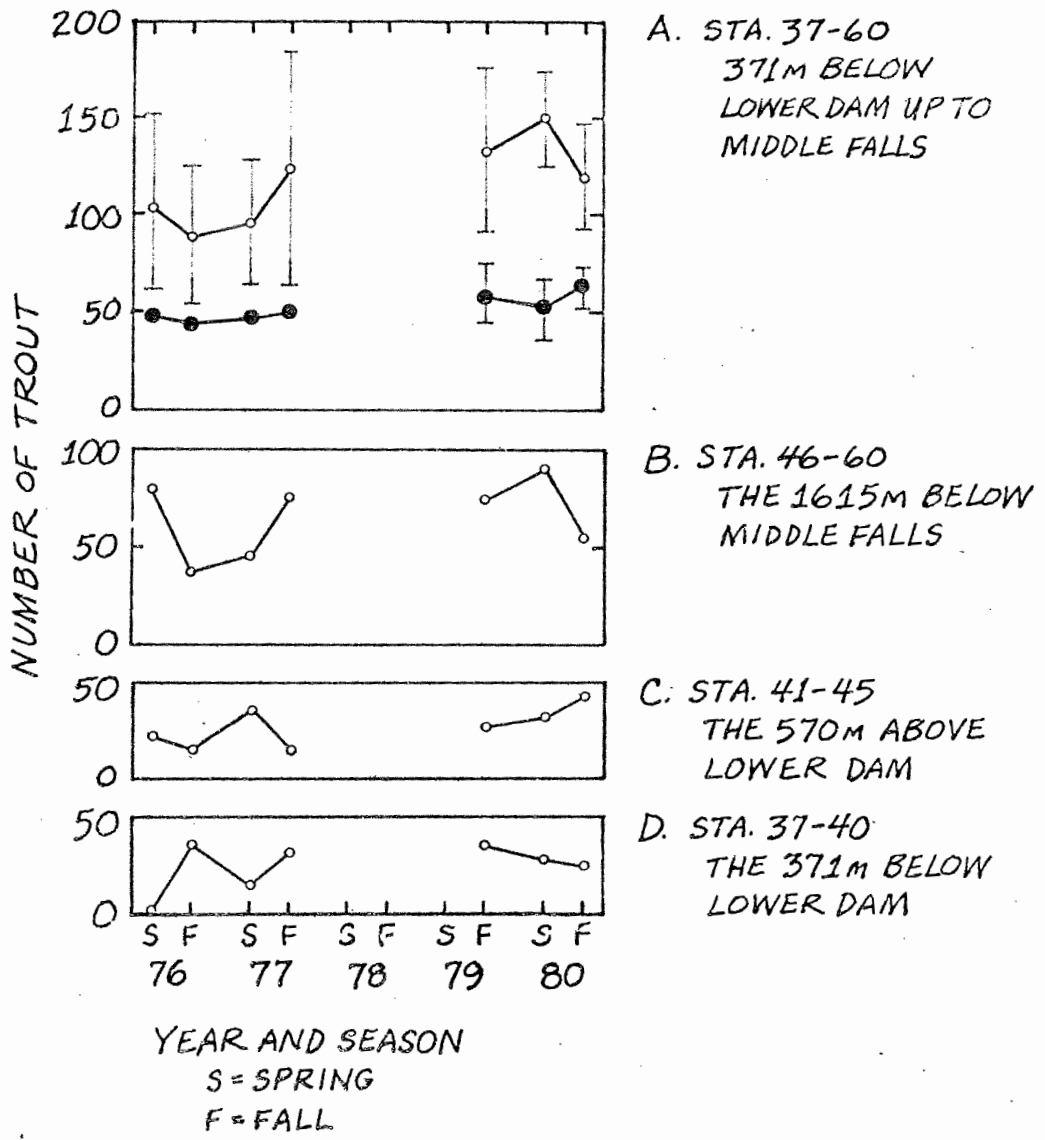 200
150
100
50
0
A. STA. 37-60
371M BELOW
LOWER DAM UP TO
MIDDLE FALLS
NUMBER OF TROUT
100
50
0
B. STA. 46-60
THE 1615M BELOW
MIDDLE FALLS
50
0
C. STA. 41-45
THE 570M ABOVE
LOWER DAM
50
0
D. STA. 37-40
THE 371M BELOW
LOWER DAM
S F S F S F S F S F
76 77 78 79 80
YEAR AND SEASON
S = SPRING
F = FALL